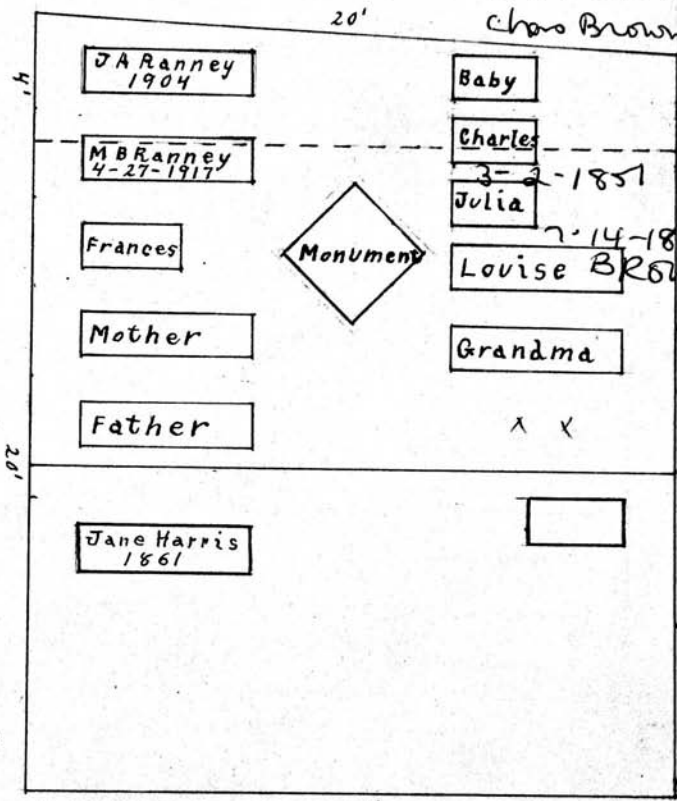 20'
Chas Brown
4'
J A Ranney
1904
Baby
M B Ranney
4-27-1917
Charles
3-2-1851
Julia
Frances
Monument
7-14-18
Louise
Mother
Grandma
Father
x x
20'
Jane Harris
1861